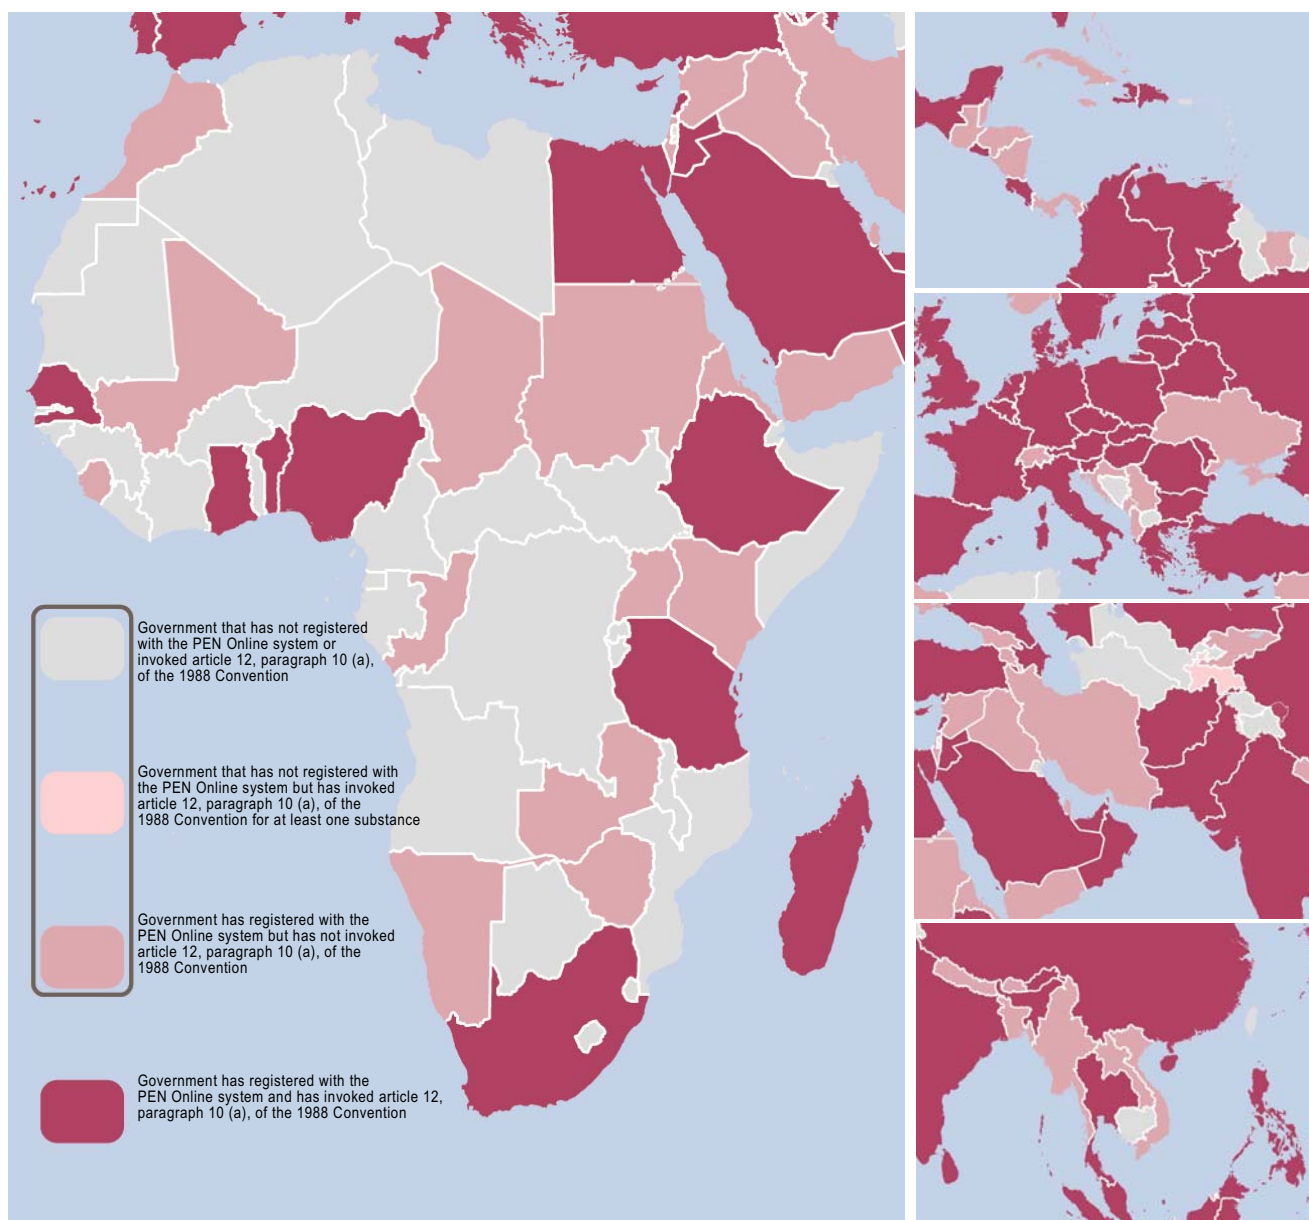 Government that has not registered
with the PEN Online system or
invoked article 12, paragraph 10 (a),
of the 1988 Convention
Government that has not registered with
the PEN Online system but has invoked
article 12, paragraph 10 (a), of the
1988 Convention for at least one substance
Government has registered with the
PEN Online system but has not invoked
article 12, paragraph 10 (a), of the
1988 Convention
Government has registered with the
PEN Online system and has invoked article 12,
paragraph 10 (a), of the 1988 Convention